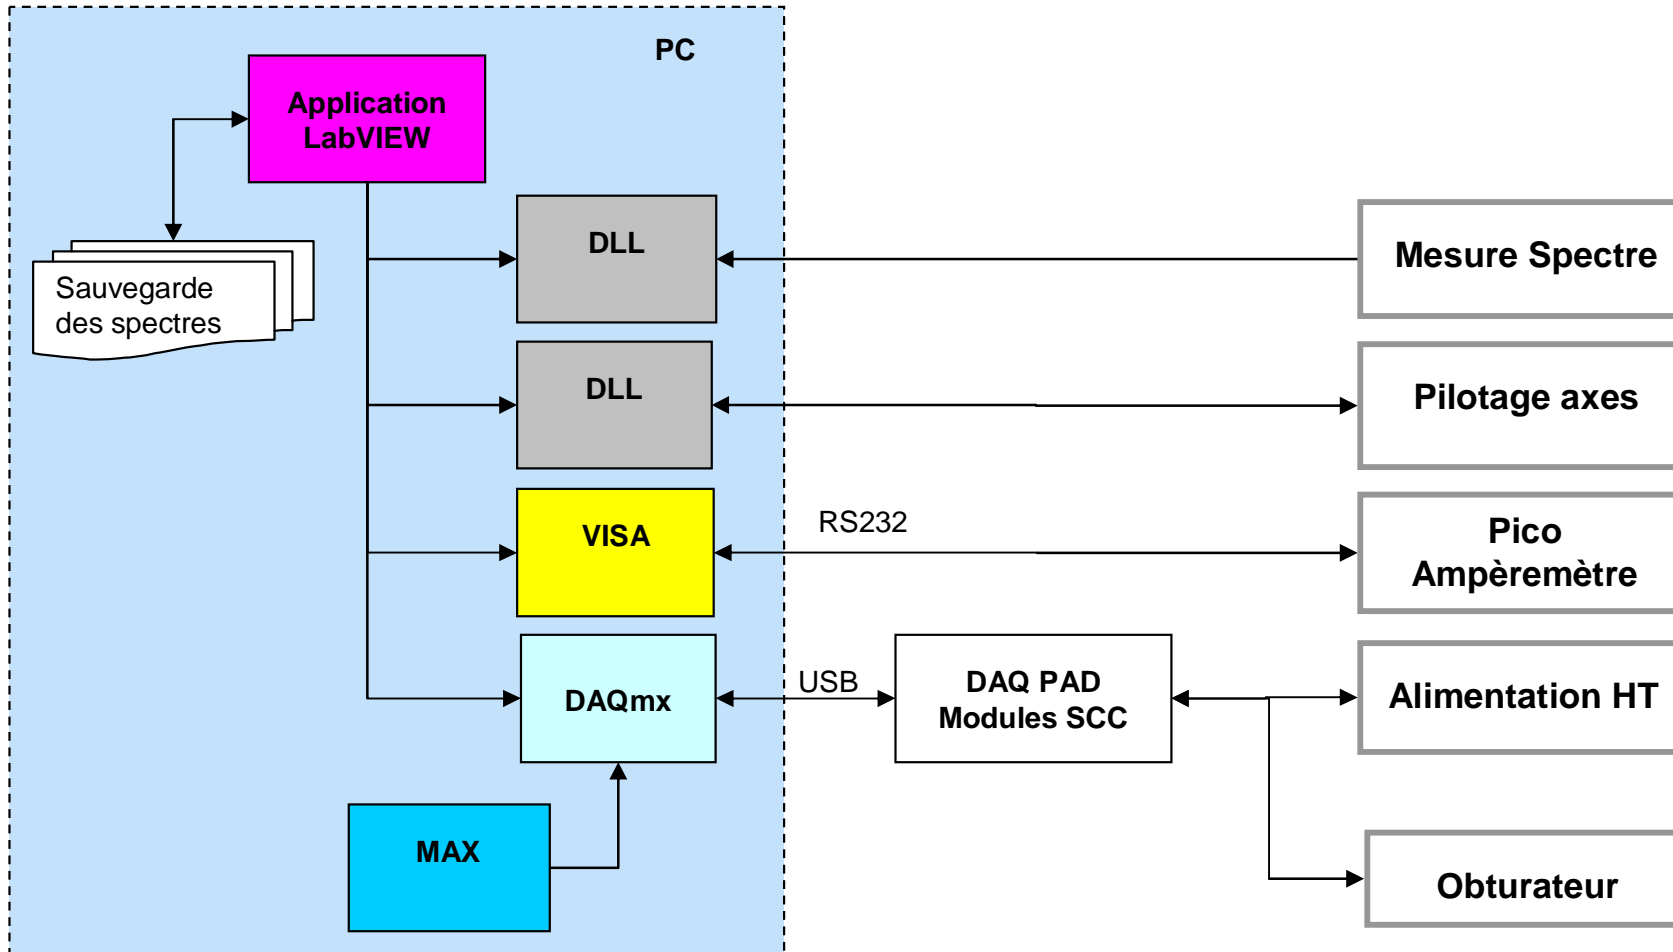 PC
Application
LabVIEW
DLL
Mesure Spectre
Sauvegarde
des spectres
DLL
Pilotage axes
VISA
RS232
Pico
Ampèremètre
DAQmx
USB
DAQ PAD
Modules SCC
Alimentation HT
MAX
Obturateur